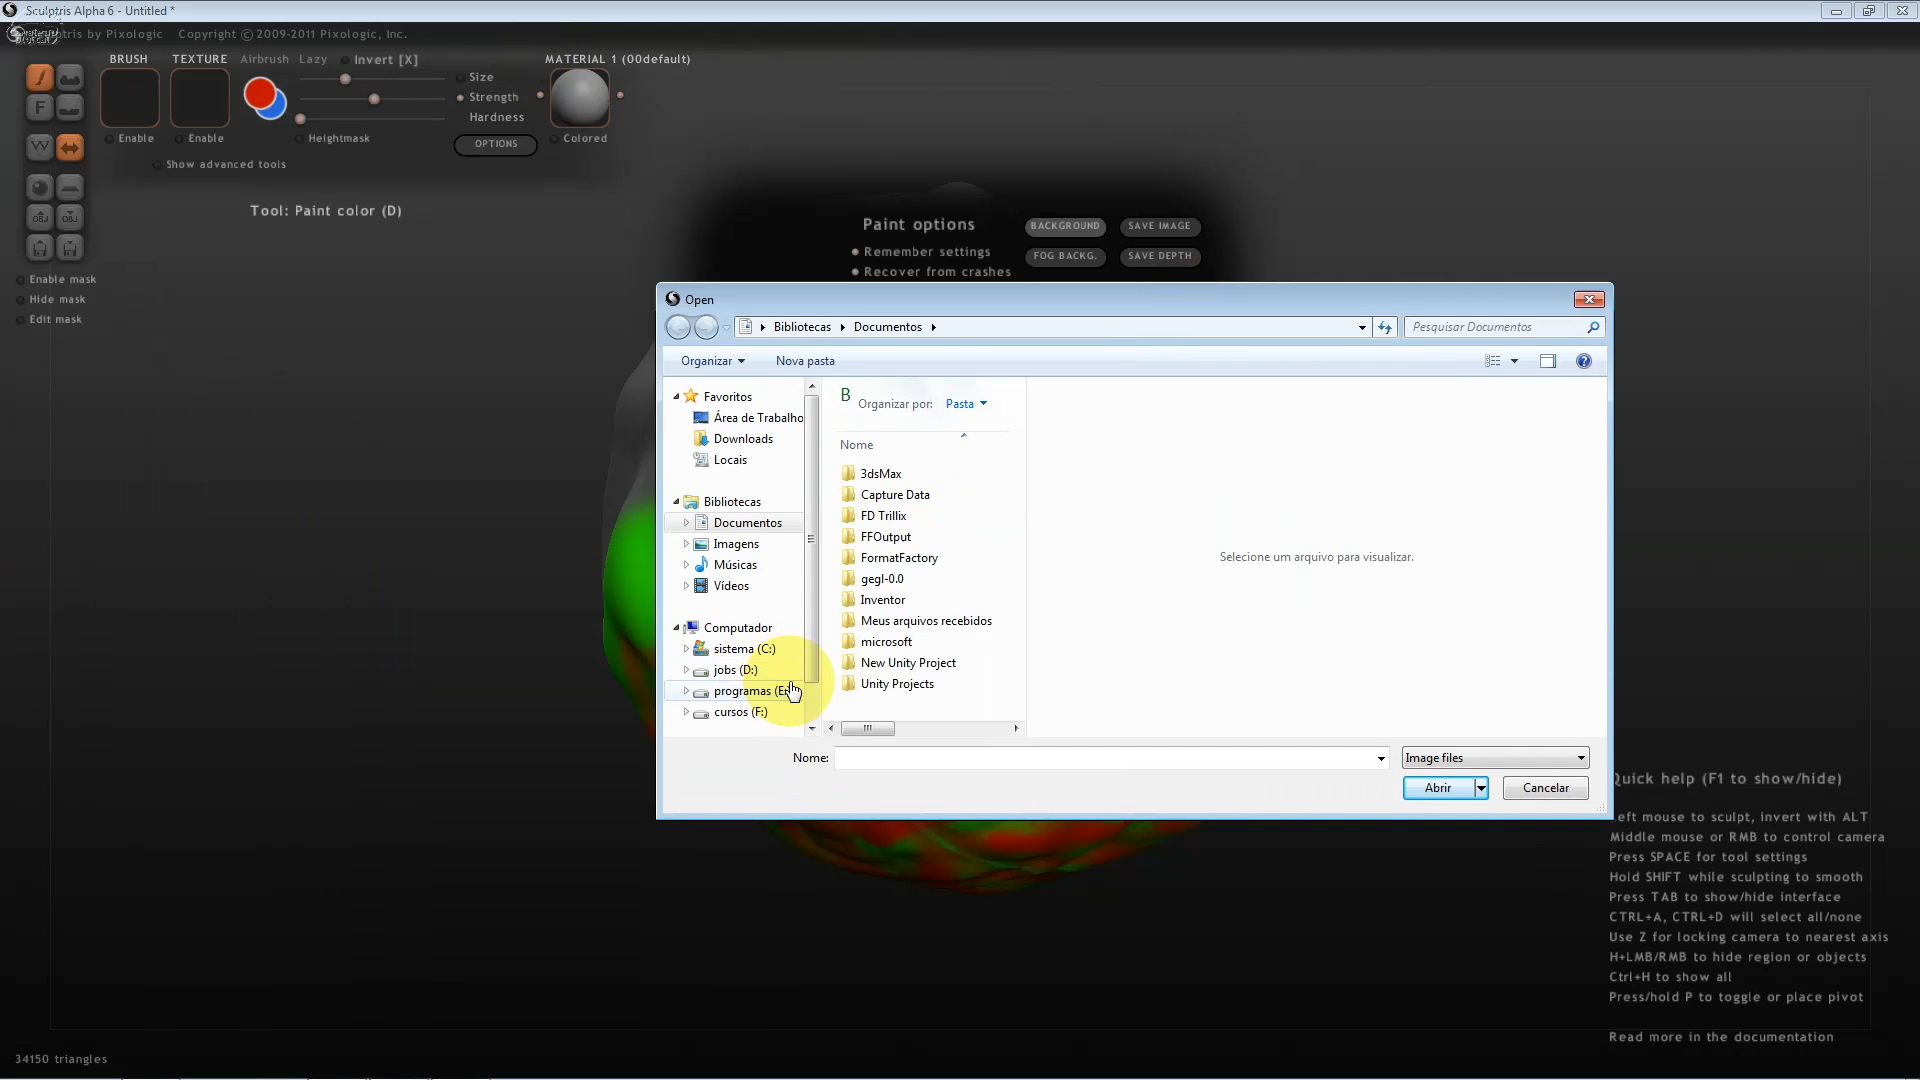 Sculptris Alpha 6 - Untitled *
tris by Pixologic Copyright © 2009-2011 Pixologic, Inc.
BRUSH TEXTURE Airbrush Lazy Invert [X] MATERIAL 1 (00default)
Size
Strength
Hardness
Enable Enable Heightmask OPTIONS Colored
Show advanced tools
Tool: Paint color (D)
F
OBJ OBJ
Enable mask
Hide mask
Edit mask
Paint options BACKGROUND SAVE IMAGE
Remember settings FOG BACKG. SAVE DEPTH
Recover from crashes
Open
Bibliotecas Documentos Pesquisar Documentos
Organizar Nova pasta
Favoritos
Área de Trabalho
Downloads
Locais
Bibliotecas
Documentos
Imagens
Músicas
Vídeos
Computador
sistema (C:)
jobs (D:)
programas (E:
cursos (F:)
B
Organizar por: Pasta
Nome
3dsMax
Capture Data
FD Trillix
FFOutput
FormatFactory
gegl-0.0
Inventor
Meus arquivos recebidos
microsoft
New Unity Project
Unity Projects
Selecione um arquivo para visualizar.
Nome: Image files
Abrir Cancelar
Quick help (F1 to show/hide)
eft mouse to sculpt, invert with ALT
Middle mouse or RMB to control camera
Press SPACE for tool settings
Hold SHIFT while sculpting to smooth
Press TAB to show/hide interface
CTRL+A, CTRL+D will select all/none
Use Z for locking camera to nearest axis
H+LMB/RMB to hide region or objects
Ctrl+H to show all
Press/hold P to toggle or place pivot
Read more in the documentation
34150 triangles